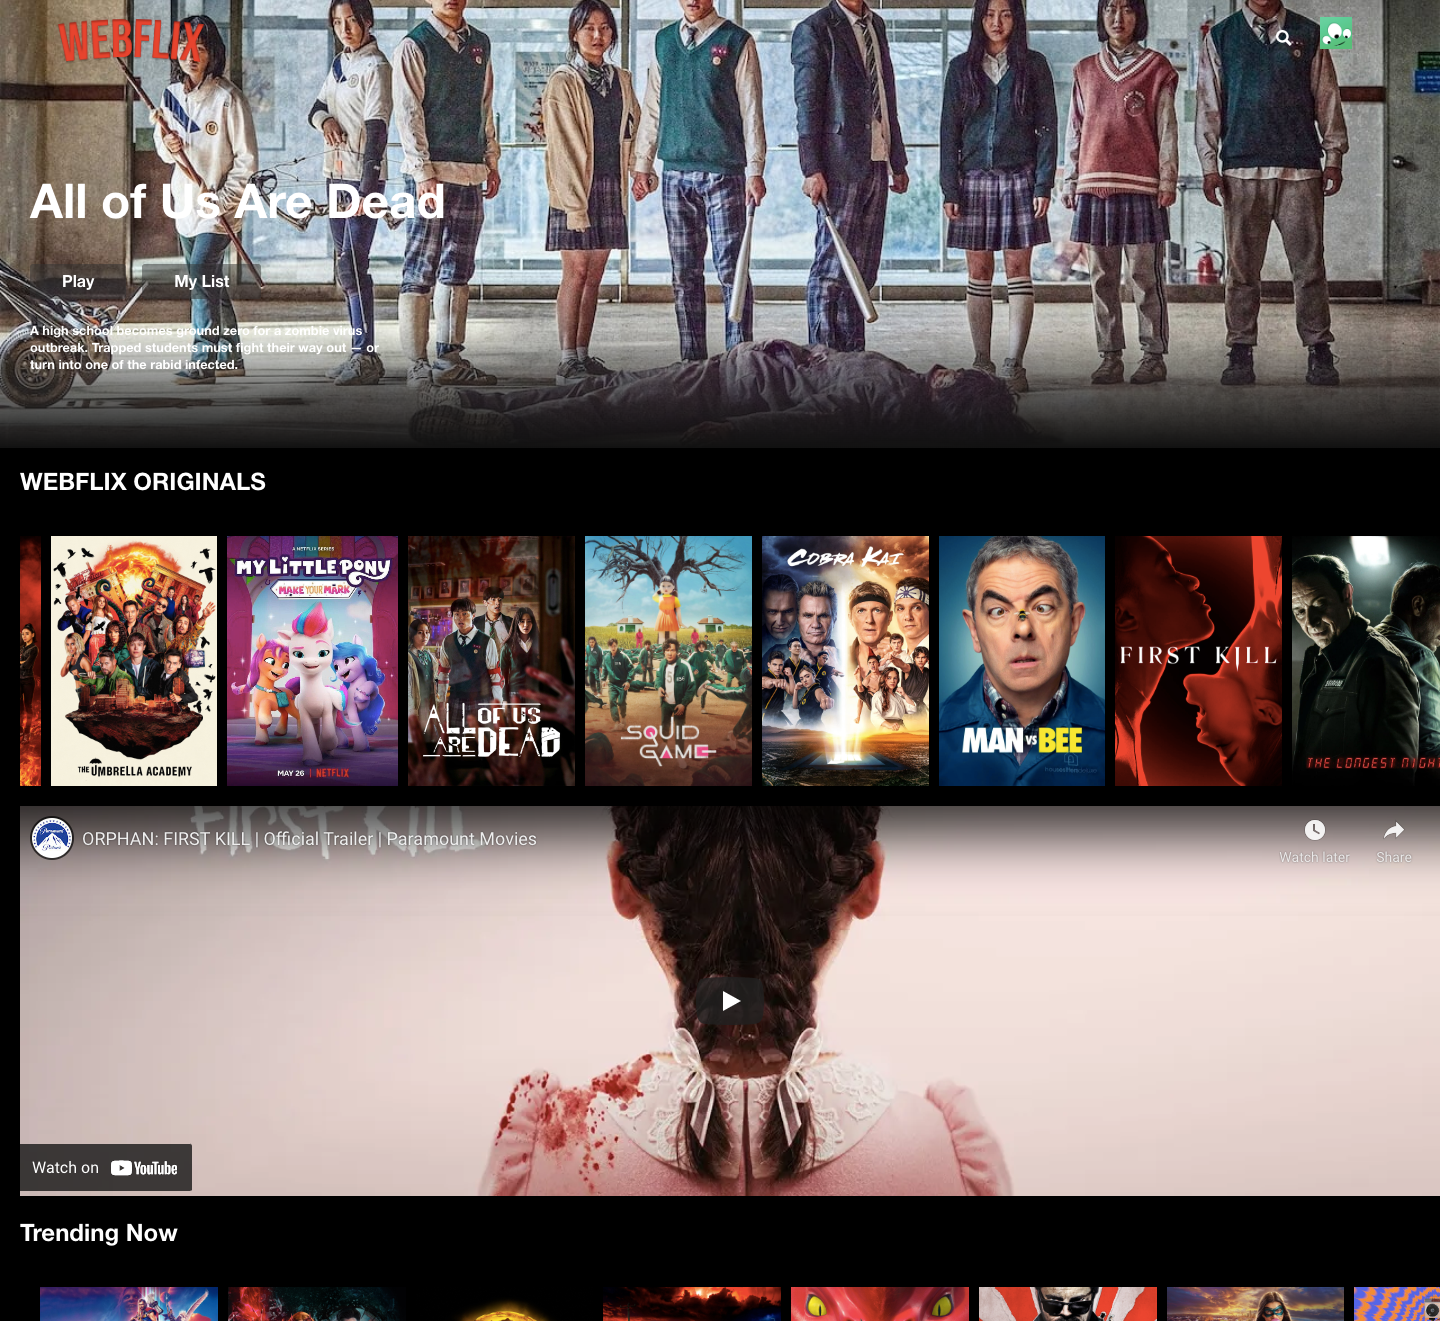 WEBFLIX
All of Us Are Dead
Play
My List
A high school becomes ground zero for a zombie virus
outbreak. Trapped students must fight their way out — or
turn into one of the rabid infected.
WEBFLIX ORIGINALS
THE UMBRELLA ACADEMY
A NETFLIX SERIES
MY LITTLE PONY
MAKE YOUR MARK
MAY 26 | NETFLIX
ALL OF US
ARE DEAD
SQUID
GAME
COBRA KAI
MAN VS BEE
FIRST KILL
THE LONGEST NIGHT
FIRST KILL
ORPHAN: FIRST KILL | Official Trailer | Paramount Movies
Watch later
Share
Watch on YouTube
Trending Now